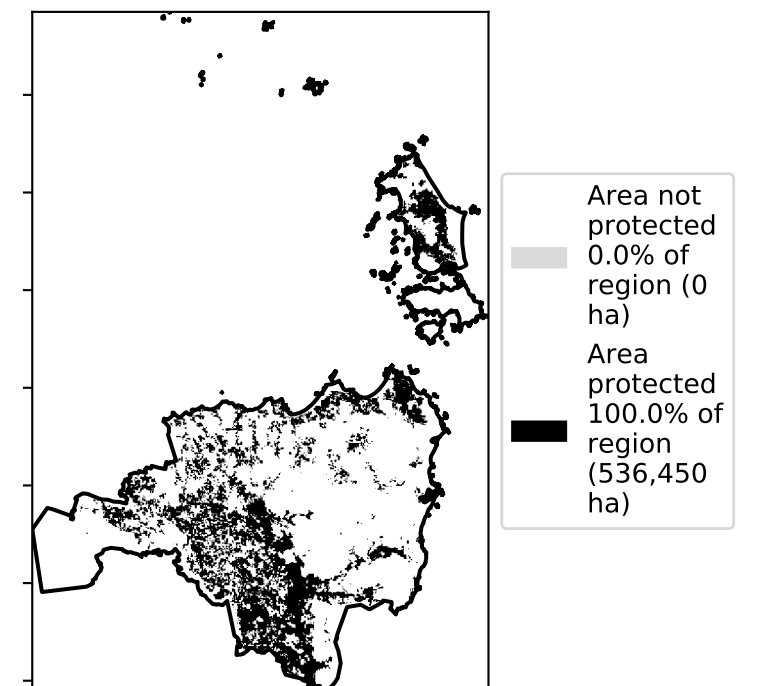 Area not
protected
0.0% of
region (0
ha)
Area
protected
100.0% of
region
(536,450
ha)